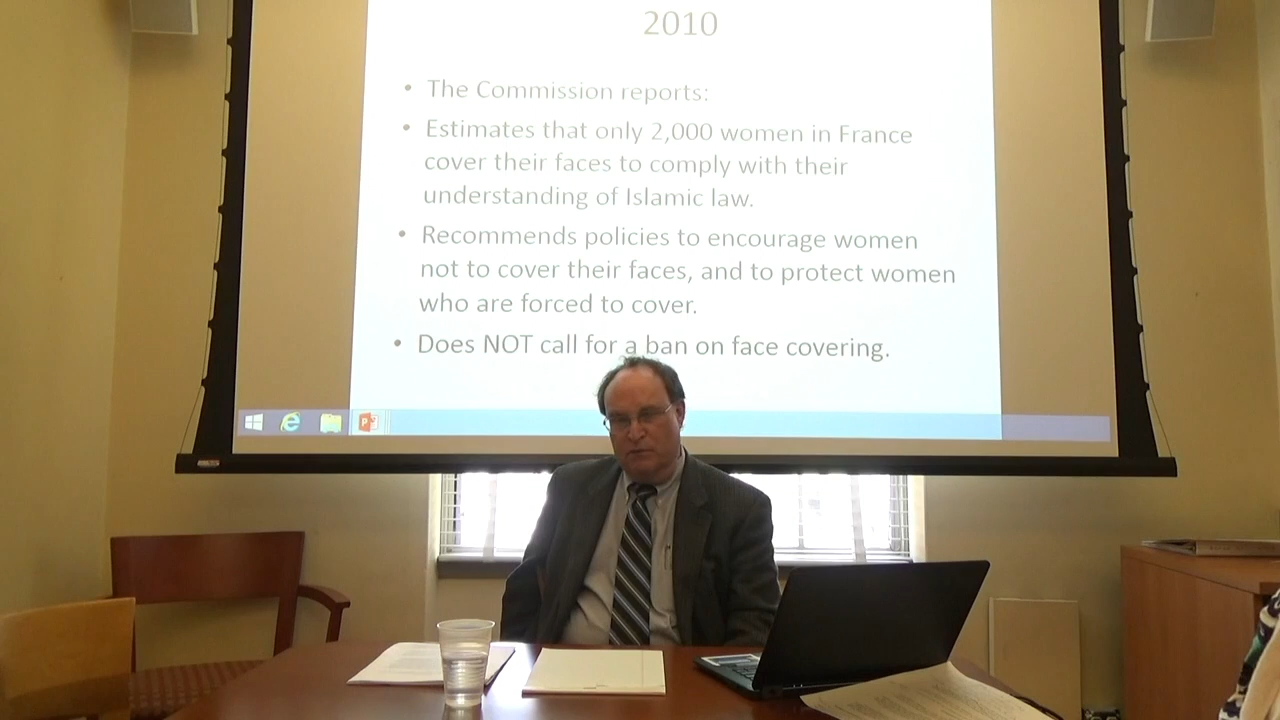 2010
• The Commission reports:
• Estimates that only 2,000 women in France
cover their faces to comply with their
understanding of Islamic law.
• Recommends policies to encourage women
not to cover their faces, and to protect women
who are forced to cover.
• Does NOT call for a ban on face covering.